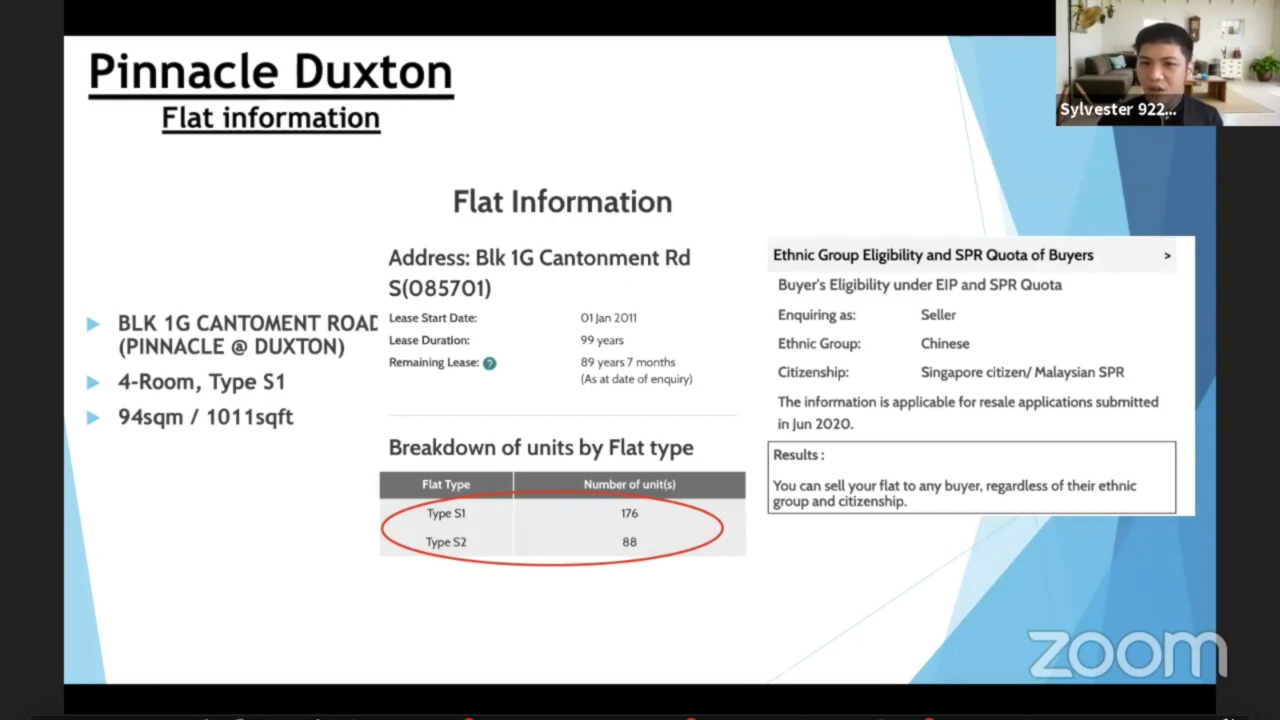 Pinnacle Duxton
Flat information
Sylvester 922...
Flat Information
Address: Blk 1G Cantonment Rd
S(085701)
Lease Start Date: 01 Jan 2011
Lease Duration: 99 years
Remaining Lease: ? 89 years 7 months
(As at date of enquiry)
BLK 1G CANTOMENT ROAD
(PINNACLE @ DUXTON)
4-Room, Type S1
94sqm / 1011sqft
Breakdown of units by Flat type
Flat Type Number of unit(s)
Type S1 176
Type S2 88
Ethnic Group Eligibility and SPR Quota of Buyers >
Buyer's Eligibility under EIP and SPR Quota
Enquiring as: Seller
Ethnic Group: Chinese
Citizenship: Singapore citizen/ Malaysian SPR
The information is applicable for resale applications submitted
in Jun 2020.
Results :
You can sell your flat to any buyer, regardless of their ethnic
group and citizenship.
zoom